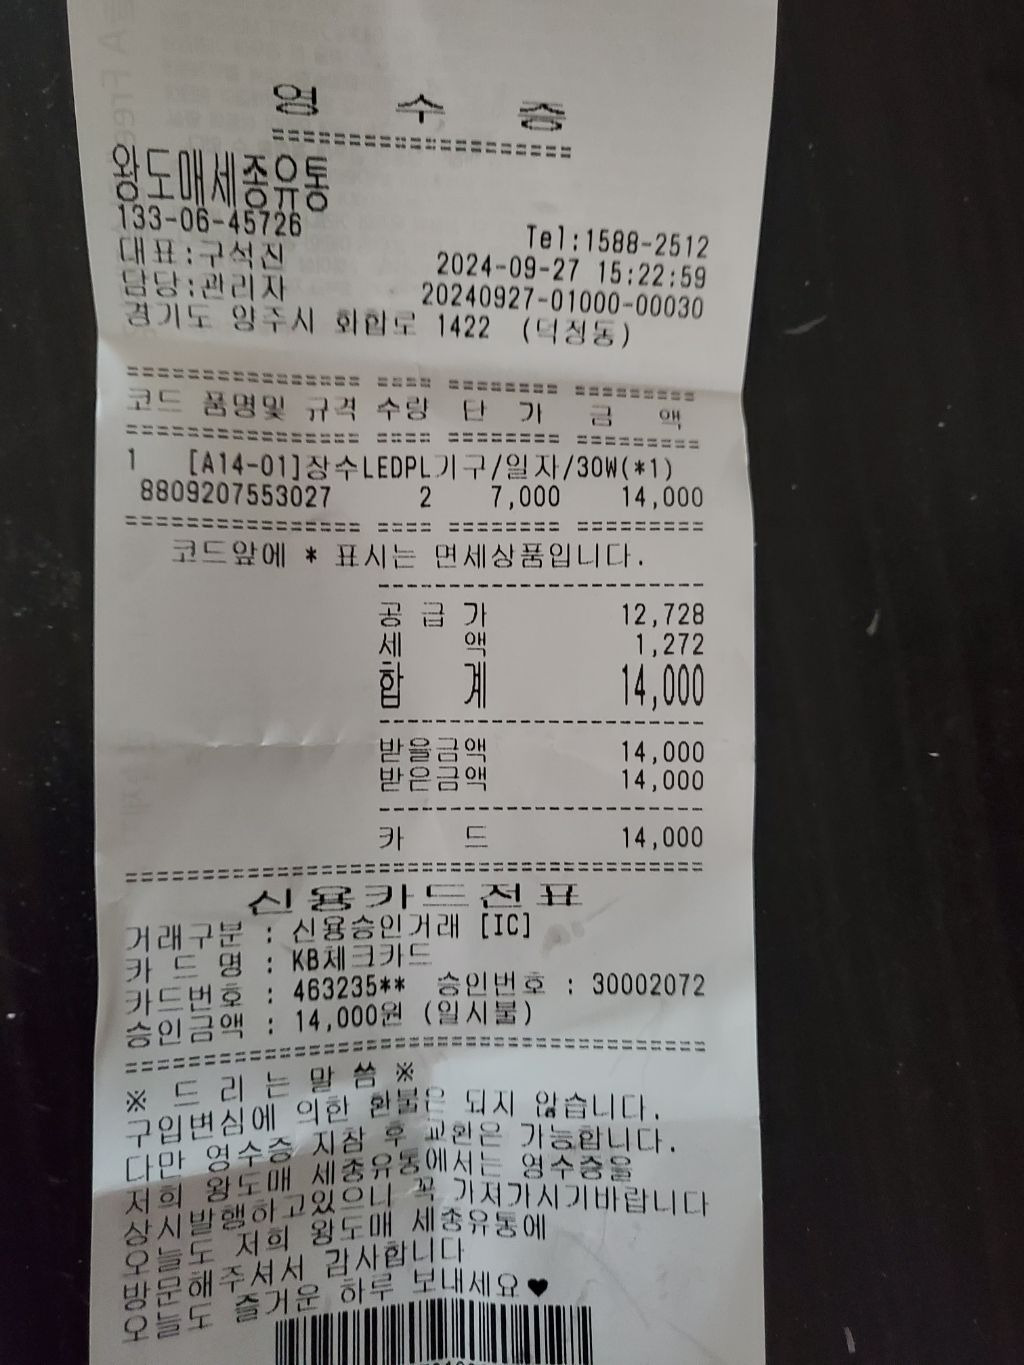 영 수 증
====================
왕도매세종유통
133-06-45726 Tel:1588-2512
대표:구석진 2024-09-27 15:22:59
담당:관리자 20240927-01000-00030
경기도 양주시 화합로 1422 (덕정동)
================= ==== ======== =========
코드 품명및 규격 수량 단 가 금 액
================= ==== ======== =========
1 [A14-01]장수LEDPL기구/일자/30W(*1)
8809207553027 2 7,000 14,000
================= ==== ======== =========
코드앞에 * 표시는 면세상품입니다.
------------------------
공 급 가 12,728
세 액 1,272
합 계 14,000
------------------------
받을금액 14,000
받은금액 14,000
------------------------
카 드 14,000
==========================================
신용카드전표
거래구분 : 신용승인거래 [IC]
카 드 명 : KB체크카드
카드번호 : 463235** 승인번호 : 30002072
승인금액 : 14,000원 (일시불)
==========================================
※ 드 리 는 말 씀 ※
구입변심에 의한 환불은 되지 않습니다.
다만 영수증 지참 후 교환은 가능합니다.
저희 왕도매 세종유통에서는 영수증을
상시발행하고있으니 꼭 가져가시기바랍니다
오늘도 저희 왕도매 세종유통에
방문해주셔서 감사합니다
오늘도 즐거운 하루 보내세요♥